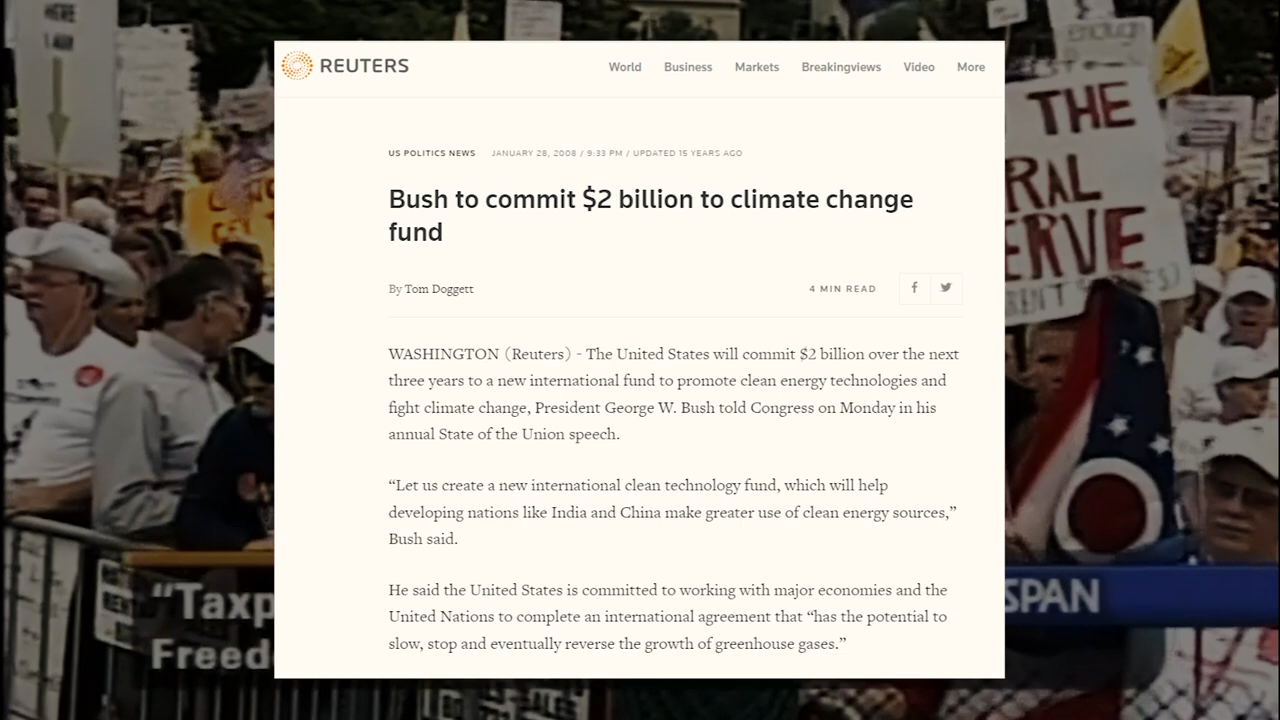 HERE
I AM
enough
THE
RAL
ERVE
REUTERS
World Business Markets Breakingviews Video More
US POLITICS NEWS JANUARY 28, 2008 / 9:33 PM / UPDATED 15 YEARS AGO
Bush to commit $2 billion to climate change
fund
By Tom Doggett
4 MIN READ
WASHINGTON (Reuters) - The United States will commit $2 billion over the next
three years to a new international fund to promote clean energy technologies and
fight climate change, President George W. Bush told Congress on Monday in his
annual State of the Union speech.
“Let us create a new international clean technology fund, which will help
developing nations like India and China make greater use of clean energy sources,”
Bush said.
He said the United States is committed to working with major economies and the
United Nations to complete an international agreement that “has the potential to
slow, stop and eventually reverse the growth of greenhouse gases.”
“Taxp
Freed
SPAN